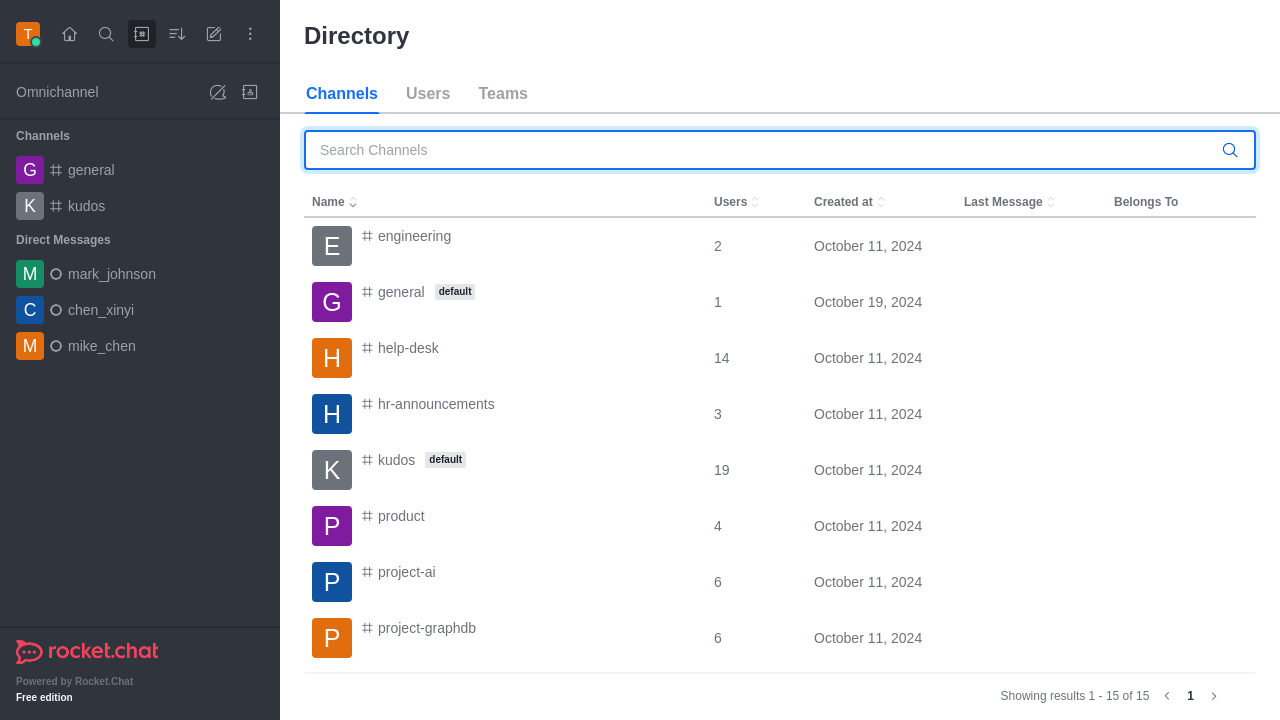 T
Directory
Omnichannel
Channels
G general
K kudos
Direct Messages
M mark_johnson
C chen_xinyi
M mike_chen
rocket.chat
Powered by Rocket.Chat
Free edition
Channels Users Teams
Search Channels
Name Users Created at Last Message Belongs To
E engineering 2 October 11, 2024
G general default 1 October 19, 2024
H help-desk 14 October 11, 2024
H hr-announcements 3 October 11, 2024
K kudos default 19 October 11, 2024
P product 4 October 11, 2024
P project-ai 6 October 11, 2024
P project-graphdb 6 October 11, 2024
Showing results 1 - 15 of 15 1